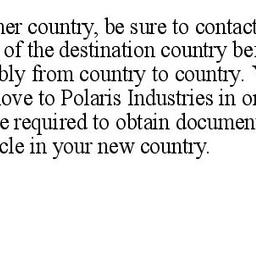 her country, be sure to contact
of the destination country be
bly from country to country.
ove to Polaris Industries in o
e required to obtain documen
cle in your new country.